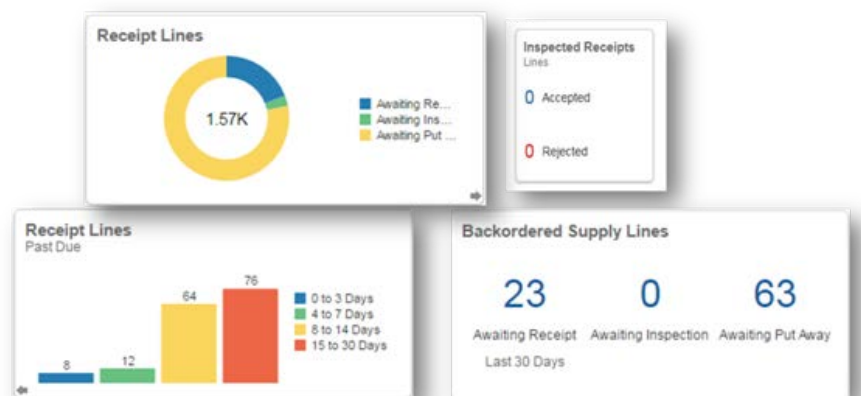 Receipt Lines
1.57K
Awaiting Re...
Awaiting Ins...
Awaiting Put ...
Inspected Receipts
Lines
0 Accepted
0 Rejected
Receipt Lines
Past Due
8
12
64
76
0 to 3 Days
4 to 7 Days
8 to 14 Days
15 to 30 Days
Backordered Supply Lines
23
0
63
Awaiting Receipt
Awaiting Inspection
Awaiting Put Away
Last 30 Days